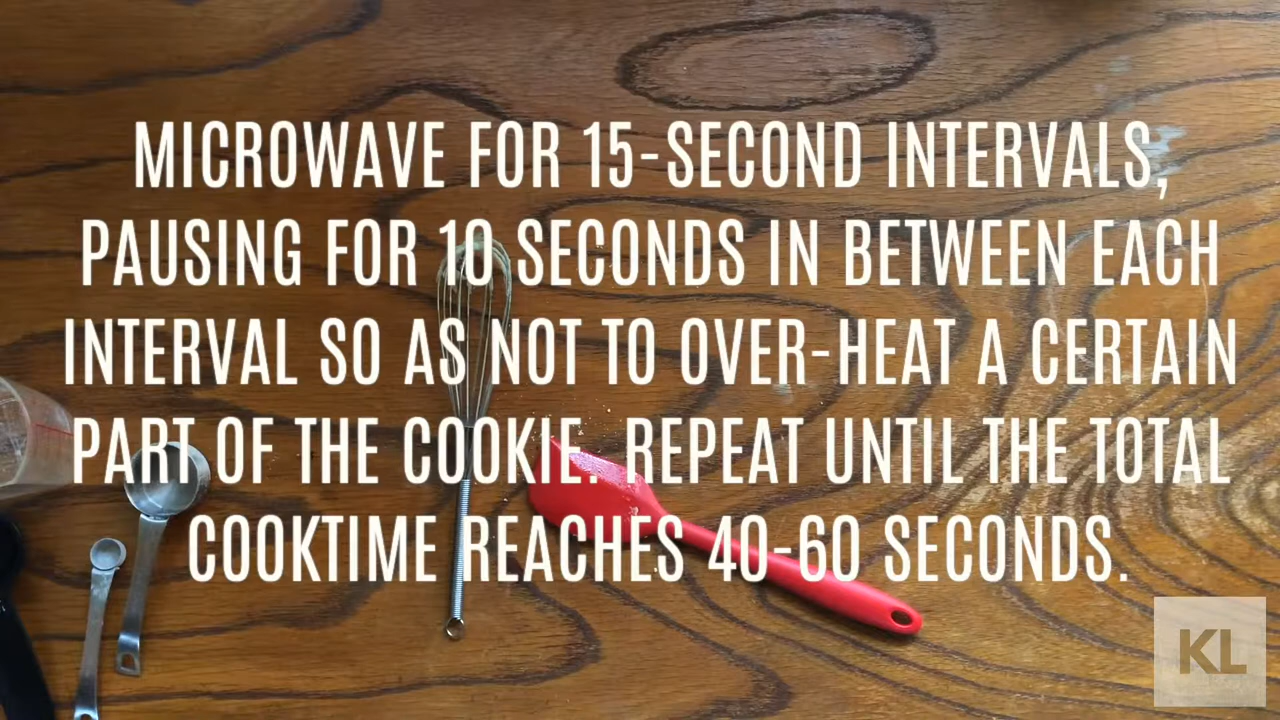 MICROWAVE FOR 15-SECOND INTERVALS,
PAUSING FOR 10 SECONDS IN BETWEEN EACH
INTERVAL SO AS NOT TO OVER-HEAT A CERTAIN
PART OF THE COOKIE. REPEAT UNTIL THE TOTAL
COOKTIME REACHES 40-60 SECONDS.
KL